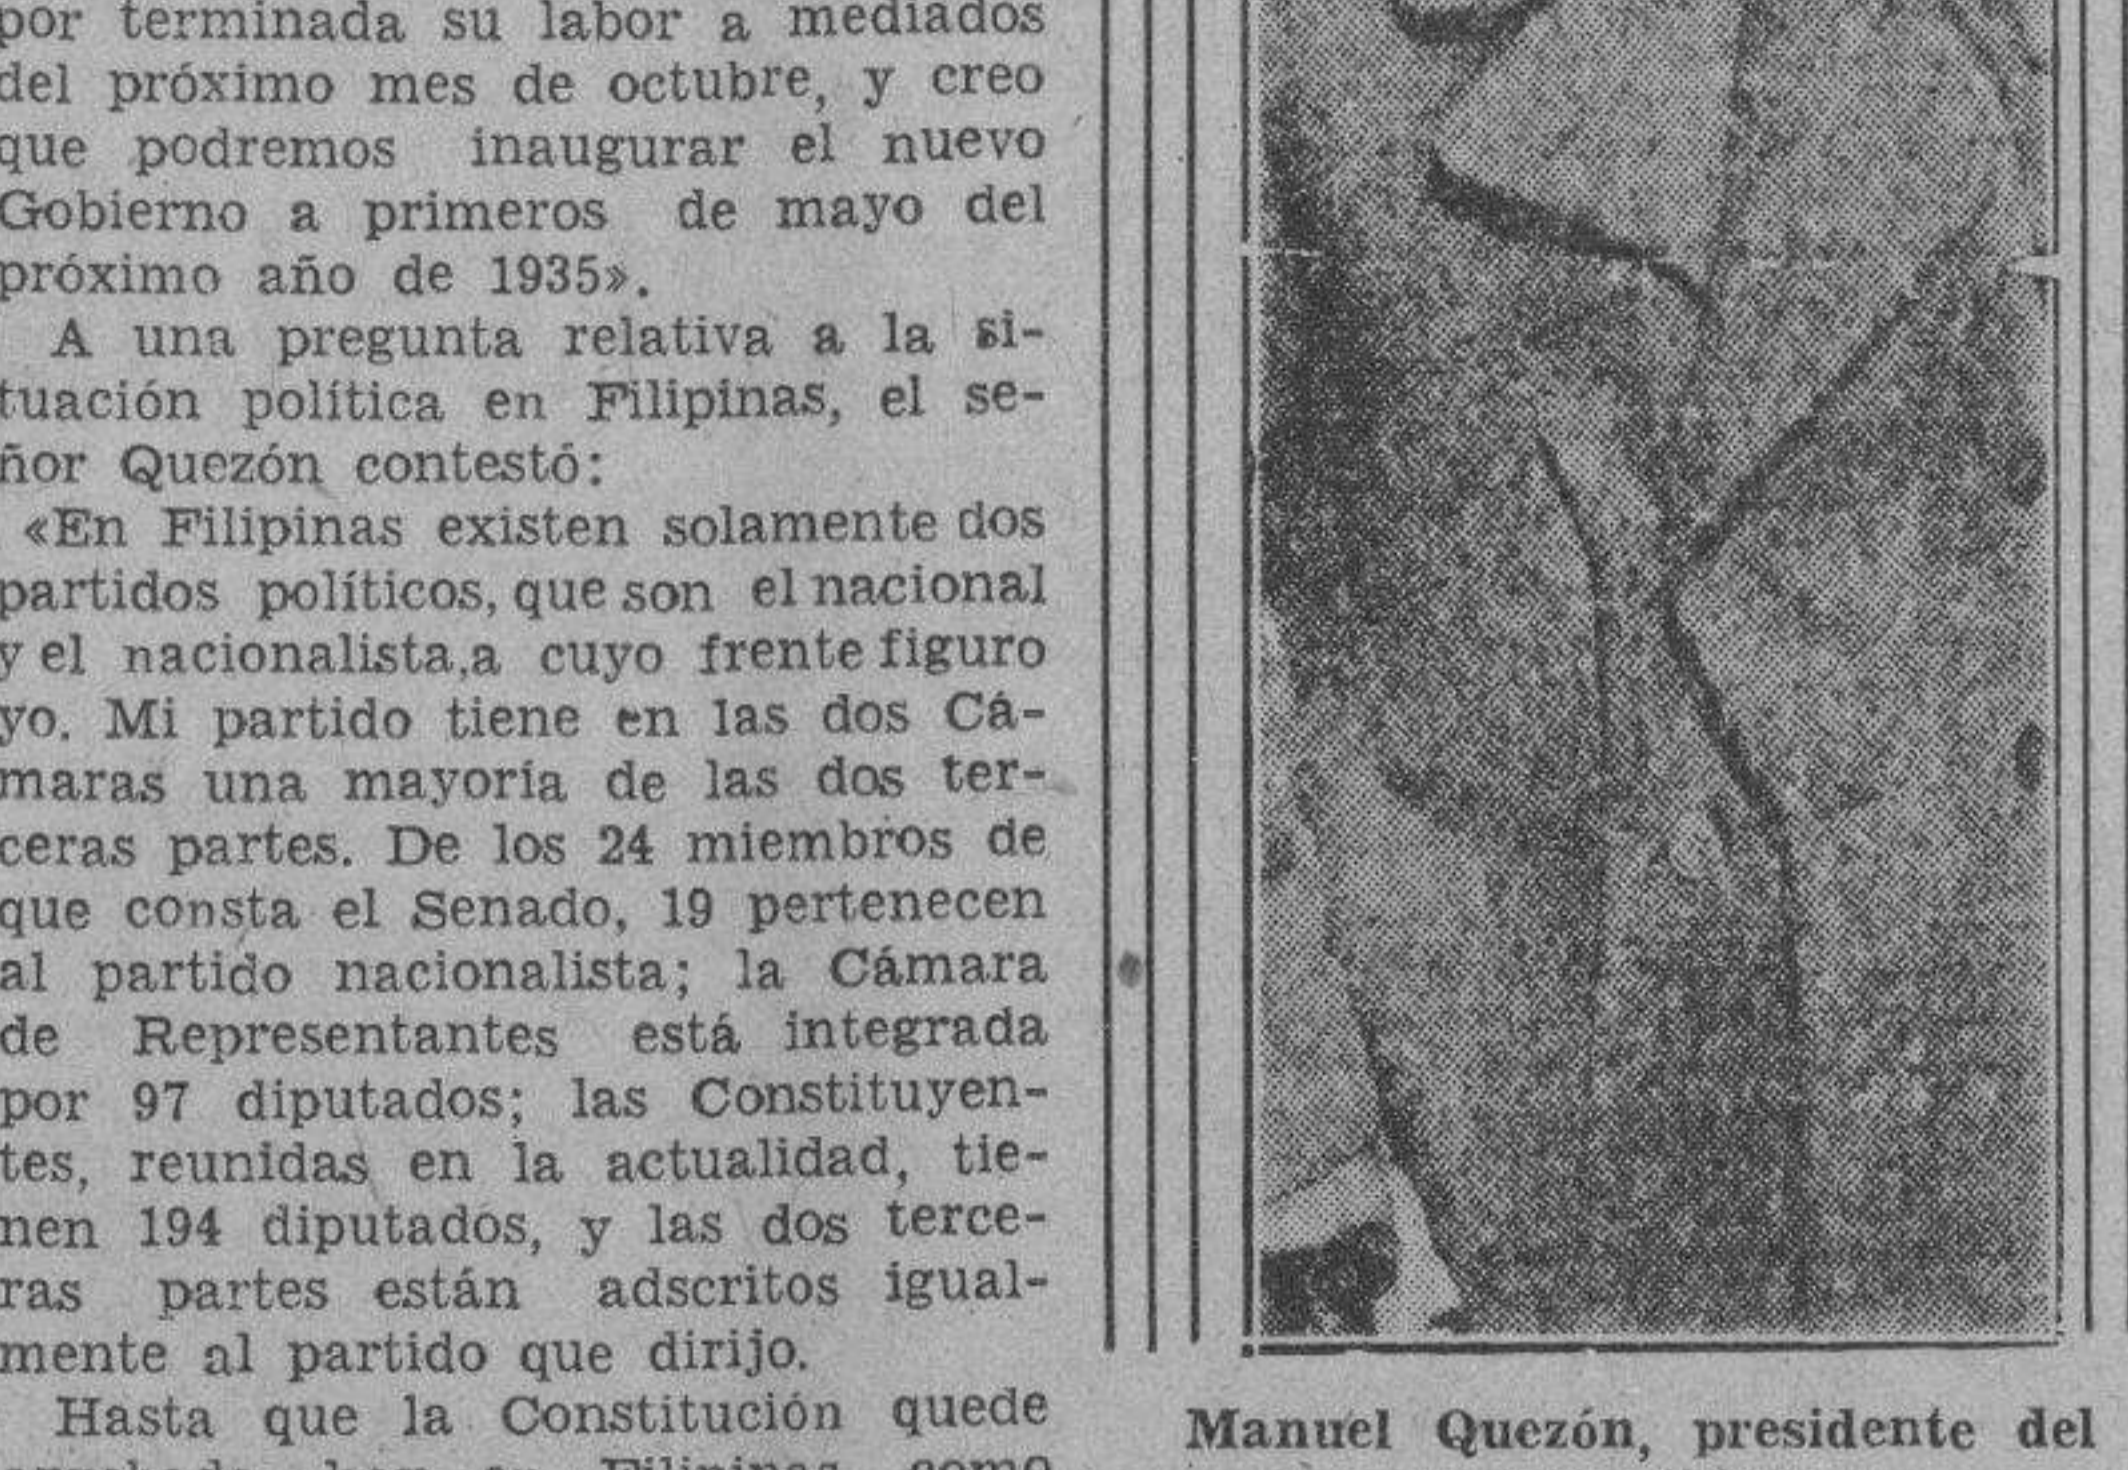 por terminada su labor a mediados
del próximo mes de octubre, y creo
que podremos inaugurar el nuevo
Gobierno a primeros de mayo del
próximo año de 1935».
A una pregunta relativa a la si-
tuación política en Filipinas, el se-
ñor Quezón contestó:
«En Filipinas existen solamente dos
partidos políticos, que son el nacional
y el nacionalista,a cuyo frente figuro
yo. Mi partido tiene en las dos Cá-
maras una mayoría de las dos ter-
ceras partes. De los 24 miembros de
que consta el Senado, 19 pertenecen
al partido nacionalista; la Cámara
de Representantes está integrada
por 97 diputados; las Constituyen-
tes, reunidas en la actualidad, tie-
nen 194 diputados, y las dos terce-
ras partes están adscritos igual-
mente al partido que dirijo.
Hasta que la Constitución quede
Filipinas como
Manuel Quezón, presidente del